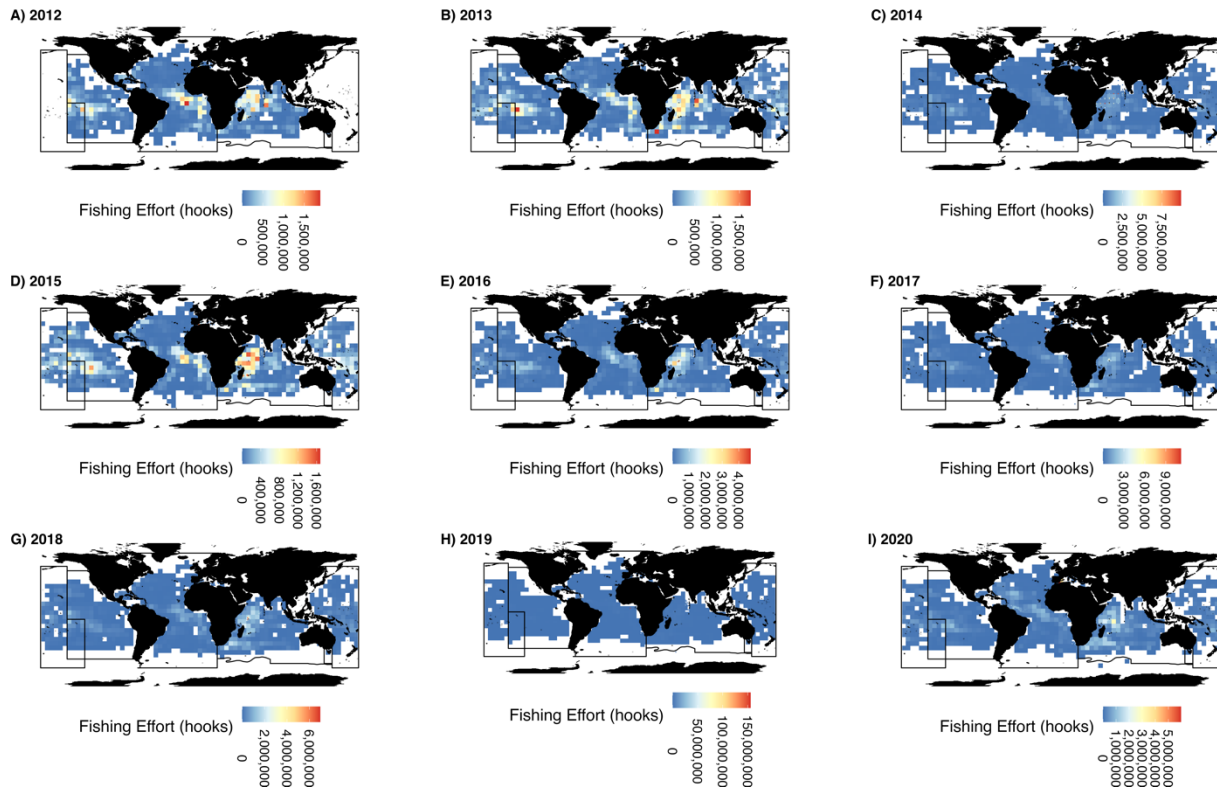 A) 2012
B) 2013
C) 2014
Fishing Effort (hooks)
0
500,000
1,000,000
1,500,000
Fishing Effort (hooks)
0
500,000
1,000,000
1,500,000
Fishing Effort (hooks)
0
2,500,000
5,000,000
7,500,000
D) 2015
E) 2016
F) 2017
Fishing Effort (hooks)
0
400,000
800,000
1,200,000
1,600,000
Fishing Effort (hooks)
0
1,000,000
2,000,000
3,000,000
4,000,000
Fishing Effort (hooks)
0
3,000,000
6,000,000
9,000,000
G) 2018
H) 2019
I) 2020
Fishing Effort (hooks)
0
2,000,000
4,000,000
6,000,000
Fishing Effort (hooks)
0
50,000,000
100,000,000
150,000,000
Fishing Effort (hooks)
0
1,000,000
2,000,000
3,000,000
4,000,000
5,000,000